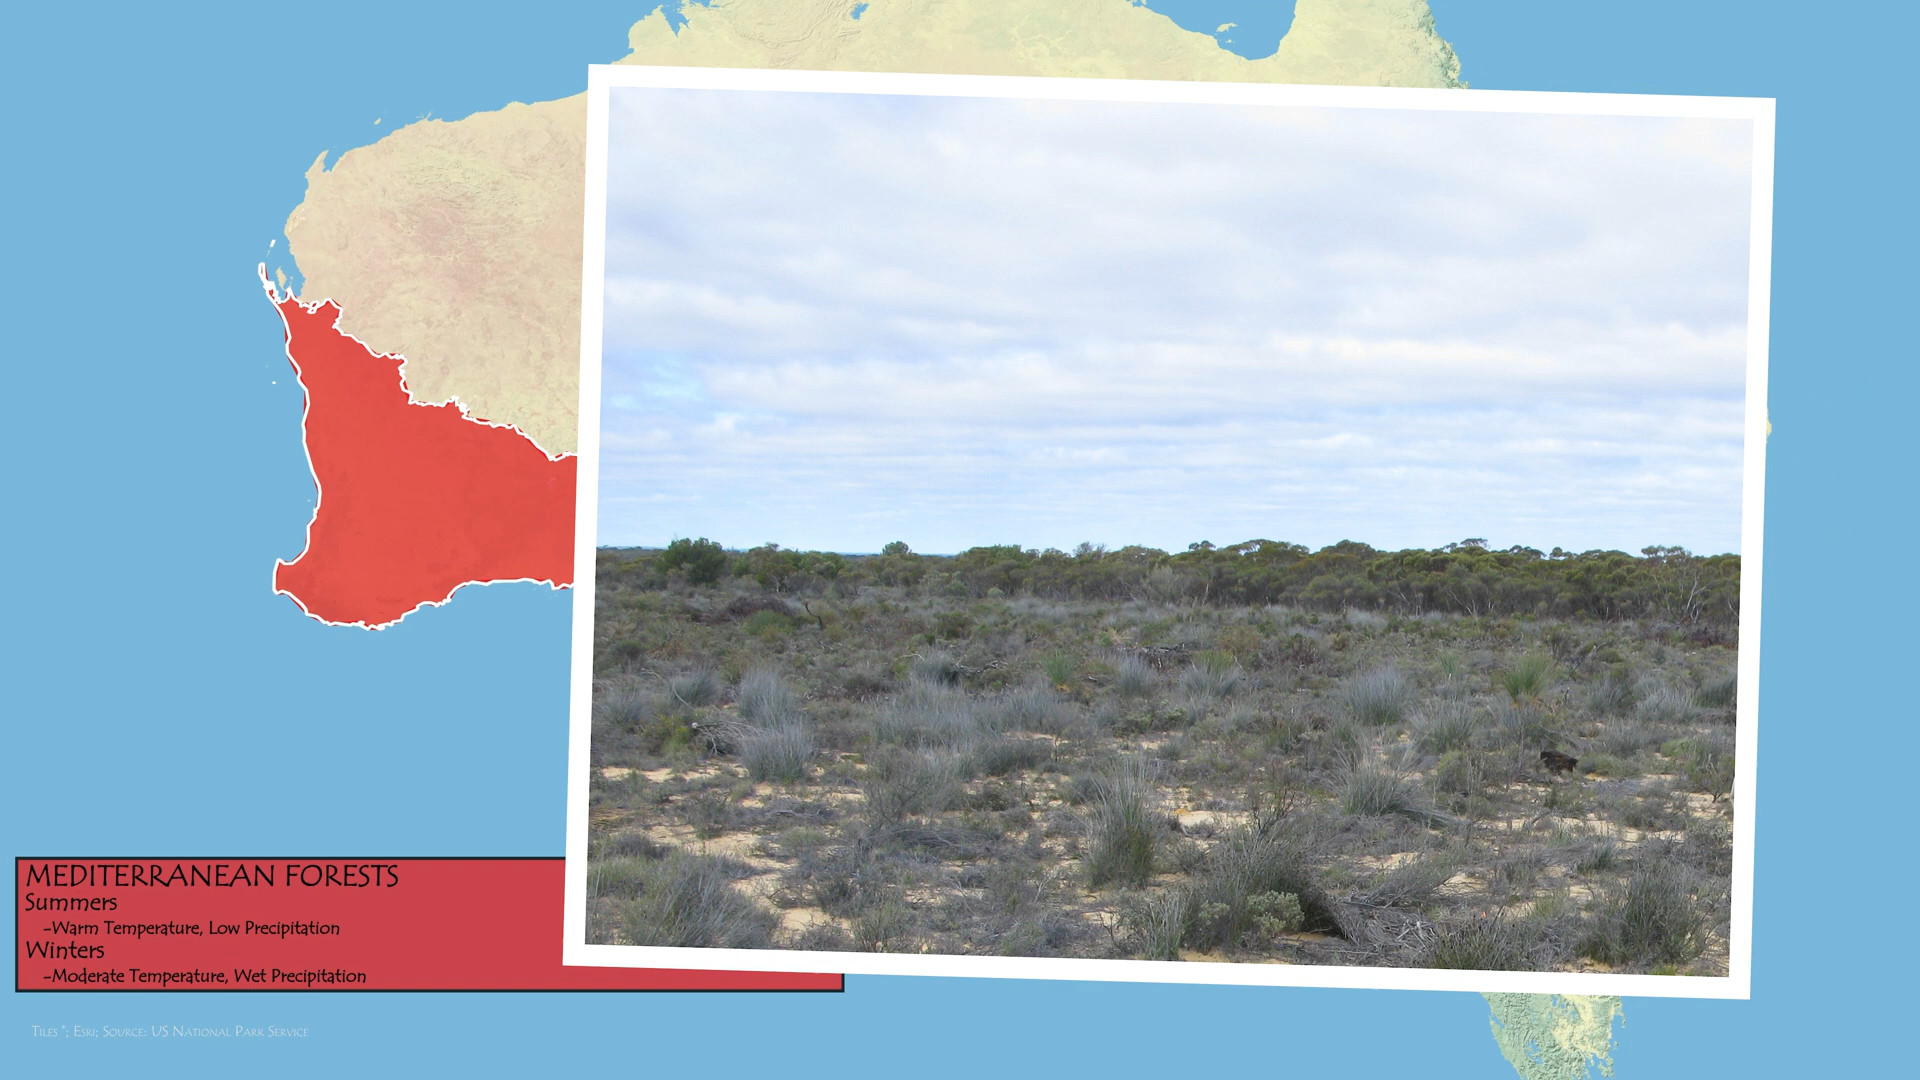 MEDITERRANEAN FORESTS
Summers
-Warm Temperature, Low Precipitation
Winters
-Moderate Temperature, Wet Precipitation
Tiles *; Esri; Source: US National Park Service